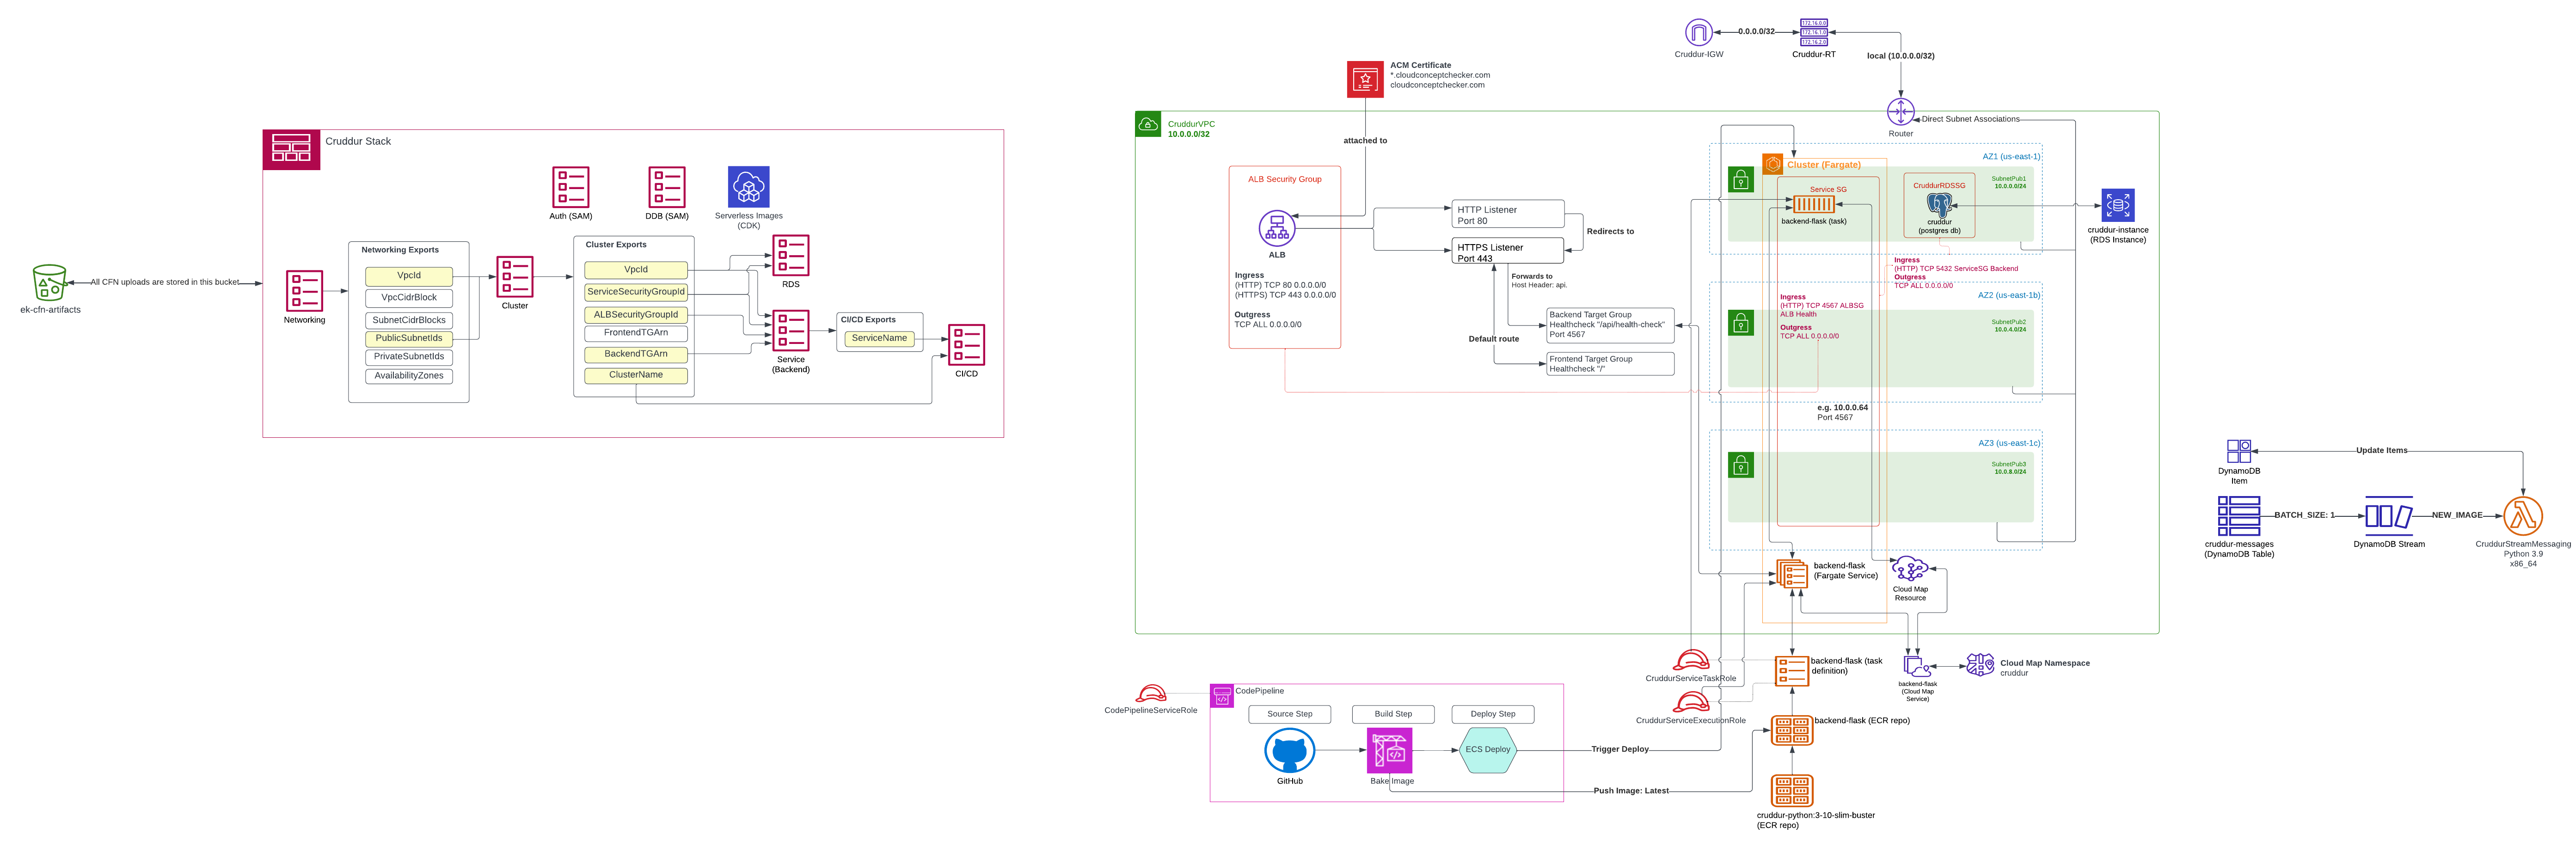 Cruddur-IGW
0.0.0.0/32
172.16.0.0
172.16.1.0
172.16.2.0
Cruddur-RT
local (10.0.0.0/32)
ACM Certificate
*.cloudconceptchecker.com
cloudconceptchecker.com
Cruddur Stack
Auth (SAM)
DDB (SAM)
Serverless Images
(CDK)
ek-cfn-artifacts
All CFN uploads are stored in this bucket
Networking
Networking Exports
VpcId
VpcCidrBlock
SubnetCidrBlocks
PublicSubnetIds
PrivateSubnetIds
AvailabilityZones
Cluster
Cluster Exports
VpcId
ServiceSecurityGroupId
ALBSecurityGroupId
FrontendTGArn
BackendTGArn
ClusterName
RDS
Service
(Backend)
CI/CD Exports
ServiceName
CI/CD
CruddurVPC
10.0.0.0/32
attached to
ALB Security Group
ALB
Ingress
(HTTP) TCP 80 0.0.0.0/0
(HTTPS) TCP 443 0.0.0.0/0
Outgress
TCP ALL 0.0.0.0/0
HTTP Listener
Port 80
Redirects to
HTTPS Listener
Port 443
Forwards to
Host Header: api.
Backend Target Group
Healthcheck "/api/health-check"
Port 4567
Default route
Frontend Target Group
Healthcheck "/"
Router
Direct Subnet Associations
AZ1 (us-east-1)
Cluster (Fargate)
SubnetPub1
10.0.0.0/24
Service SG
backend-flask (task)
CruddurRDSSG
cruddur
(postgres db)
cruddur-instance
(RDS Instance)
Ingress
(HTTP) TCP 5432 ServiceSG Backend
Outgress
TCP ALL 0.0.0.0/0
AZ2 (us-east-1b)
Ingress
(HTTP) TCP 4567 ALBSG
ALB Health
Outgress
TCP ALL 0.0.0.0/0
SubnetPub2
10.0.4.0/24
e.g. 10.0.0.64
Port 4567
AZ3 (us-east-1c)
SubnetPub3
10.0.8.0/24
backend-flask
(Fargate Service)
Cloud Map
Resource
CruddurServiceTaskRole
backend-flask (task
definition)
backend-flask
(Cloud Map
Service)
Cloud Map Namespace
cruddur
CruddurServiceExecutionRole
backend-flask (ECR repo)
cruddur-python:3-10-slim-buster
(ECR repo)
CodePipelineServiceRole
CodePipeline
Source Step
Build Step
Deploy Step
GitHub
Bake Image
ECS Deploy
Trigger Deploy
Push Image: Latest
DynamoDB
Item
Update Items
cruddur-messages
(DynamoDB Table)
BATCH_SIZE: 1
DynamoDB Stream
NEW_IMAGE
CruddurStreamMessaging
Python 3.9
x86_64